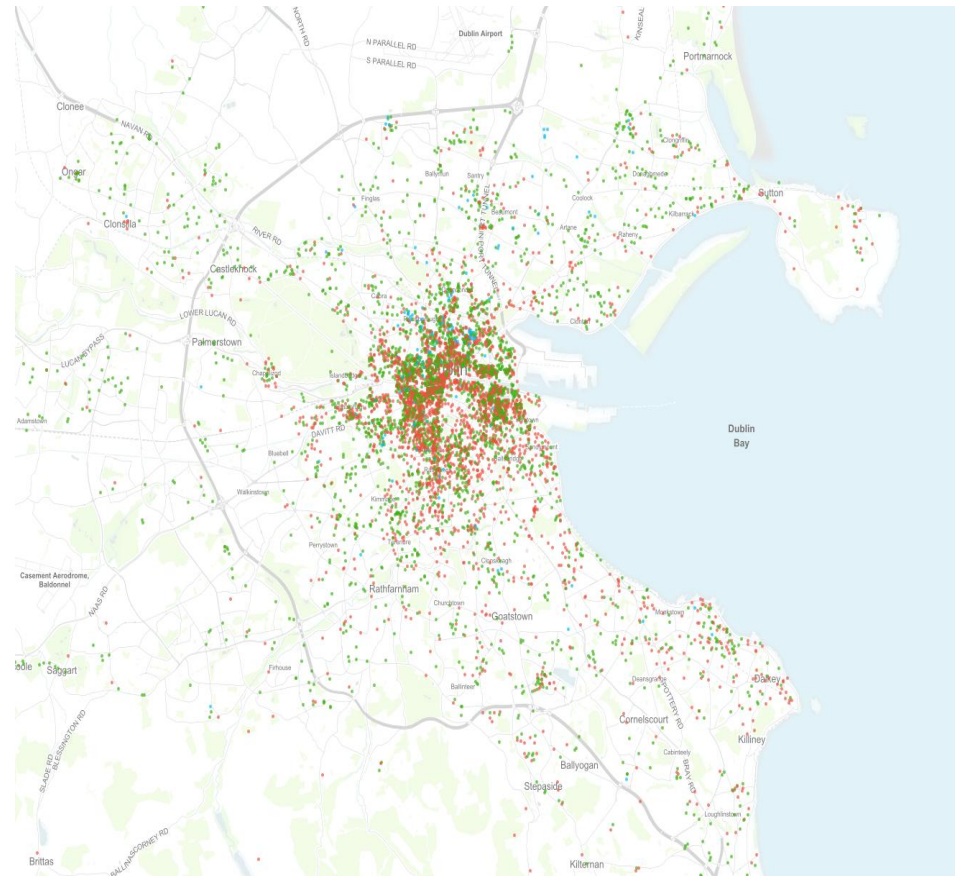 NORTH RD
KINSEAL
Dublin Airport
N PARALLEL RD
S PARALLEL RD
Portmarnock
Clonee
NAVAN RD
Clongriffin
Ongar
Ballymun
Santry
Donaghmede
Finglas
Sutton
Coolock
Beaumont
Kilbarrack
Clonsilla
Artane
Raheny
RIVER RD
Castleknock
Cabra
LOWER LUCAN RD
Clontarf
LUCAN BYPASS
Palmerstown
Chapelizod
Islandbridge
Adamstown
DAVITT RD
Dublin
Bay
Bluebell
Walkinstown
Kimmage
Perrystown
Terenure
Clonskeagh
Casement Aerodrome,
Baldonnel
Rathfarnham
NAAS RD
Churchtown
Goatstown
Monkstown
Saggart
Firhouse
Ballinteer
Deansgrange
Dalkey
POTTERY RD
Cornelscourt
BLESSINGTON RD
SLADE RD
Killiney
Cabinteely
Ballyogan
BRAY RD
Stepaside
Loughlinstown
BALLINASCORNEY RD
Brittas
Kilternan